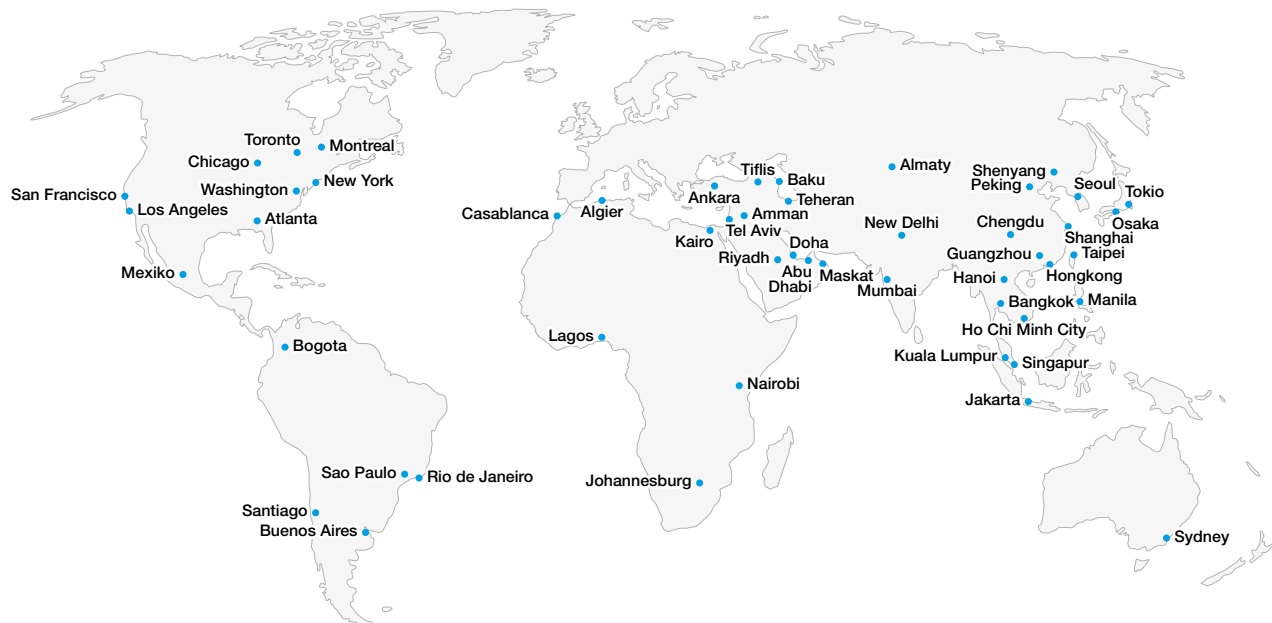 Toronto
Montreal
Chicago
New York
Washington
San Francisco
Los Angeles
Atlanta
Mexiko
Bogota
Sao Paulo
Rio de Janeiro
Santiago
Buenos Aires
Casablanca
Algier
Ankara
Tiflis
Baku
Teheran
Amman
Tel Aviv
Kairo
Riyadh
Doha
Abu
Dhabi
Maskat
Lagos
Nairobi
Johannesburg
Almaty
New Delhi
Mumbai
Shenyang
Peking
Seoul
Tokio
Osaka
Chengdu
Shanghai
Guangzhou
Taipei
Hongkong
Hanoi
Bangkok
Manila
Ho Chi Minh City
Kuala Lumpur
Singapur
Jakarta
Sydney